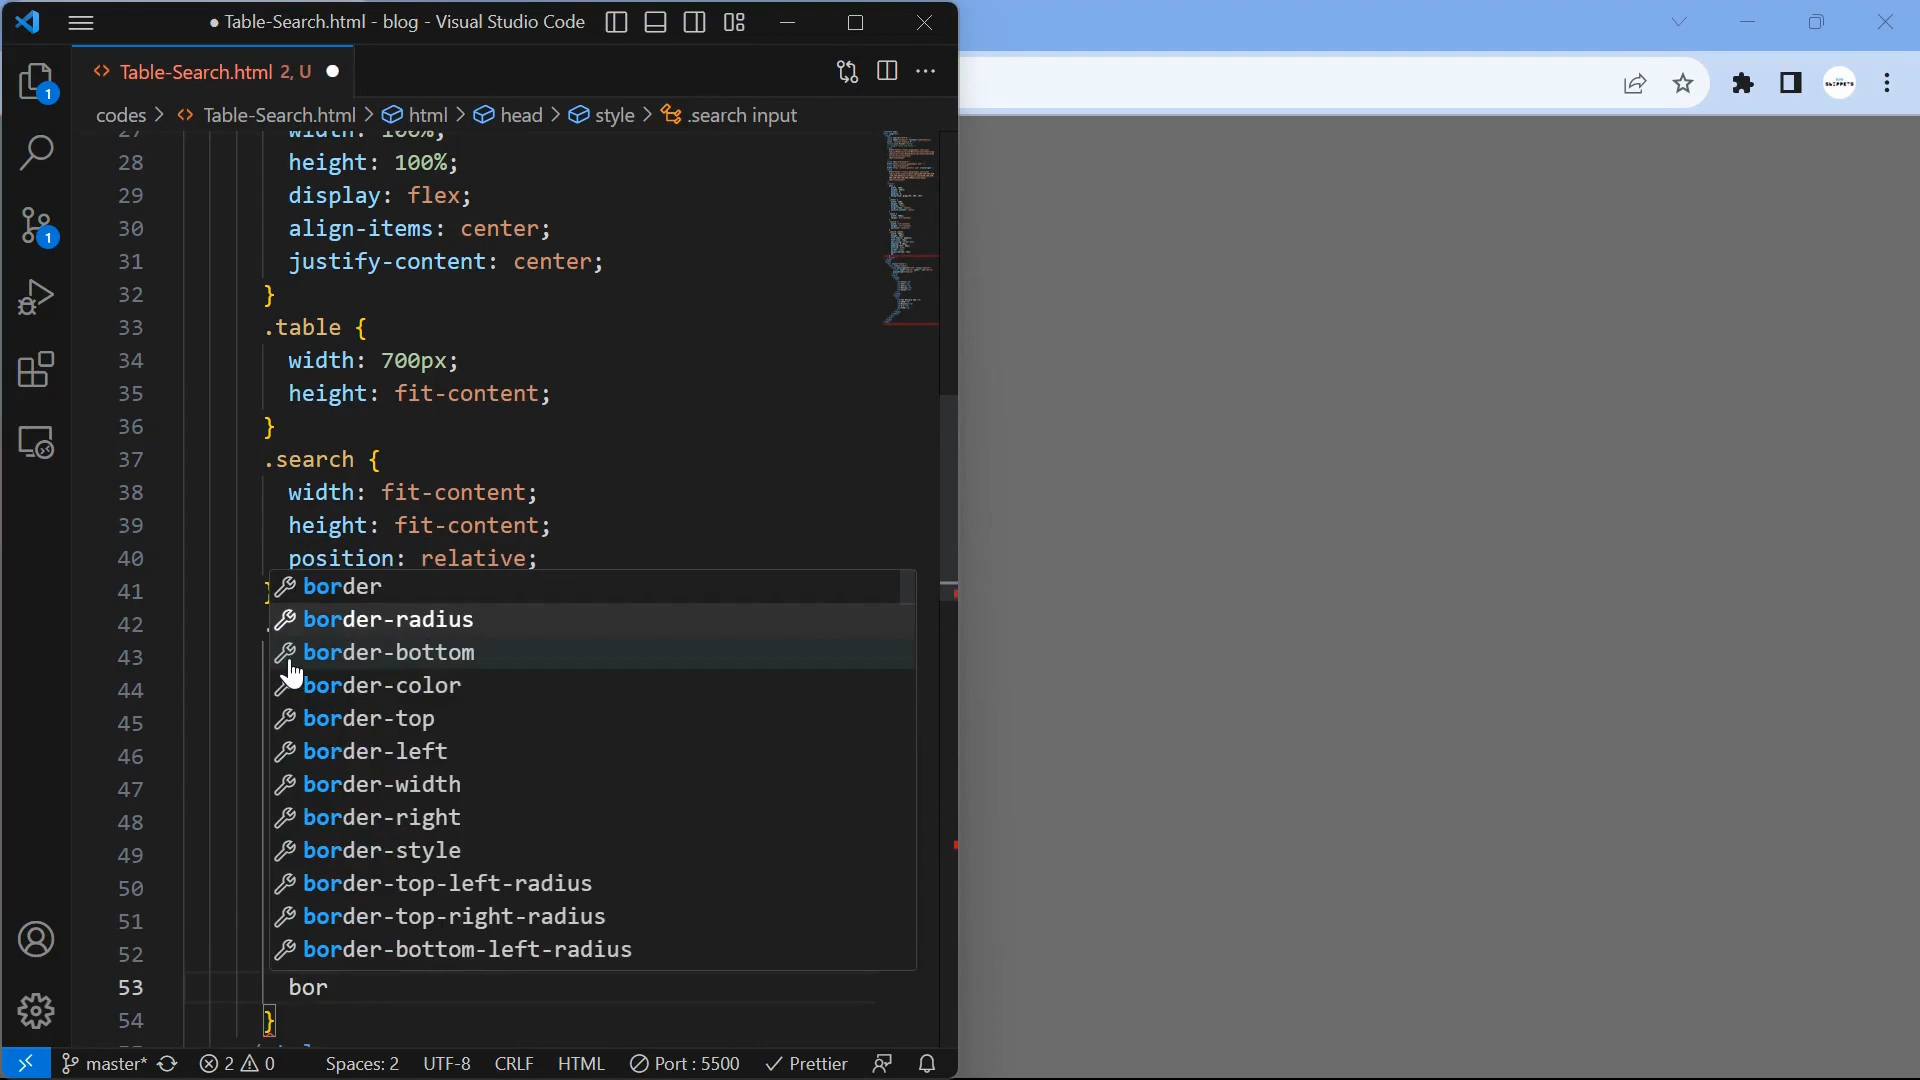 Table-Search.html - blog - Visual Studio Code
Table-Search.html 2, U
codes > Table-Search.html > html > head > style > .search input
27 width: 100%;
28 height: 100%;
29 display: flex;
30 align-items: center;
31 justify-content: center;
32 }
33 .table {
34 width: 700px;
35 height: fit-content;
36 }
37 .search {
38 width: fit-content;
39 height: fit-content;
40 position: relative;
41 }
42
43
44
45
46
47
48
49
50
51
52
border
border-radius
border-bottom
border-color
border-top
border-left
border-width
border-right
border-style
border-top-left-radius
border-top-right-radius
border-bottom-left-radius
53 bor
54 }
1
1
master* 2 0 Spaces: 2 UTF-8 CRLF HTML Port : 5500 Prettier